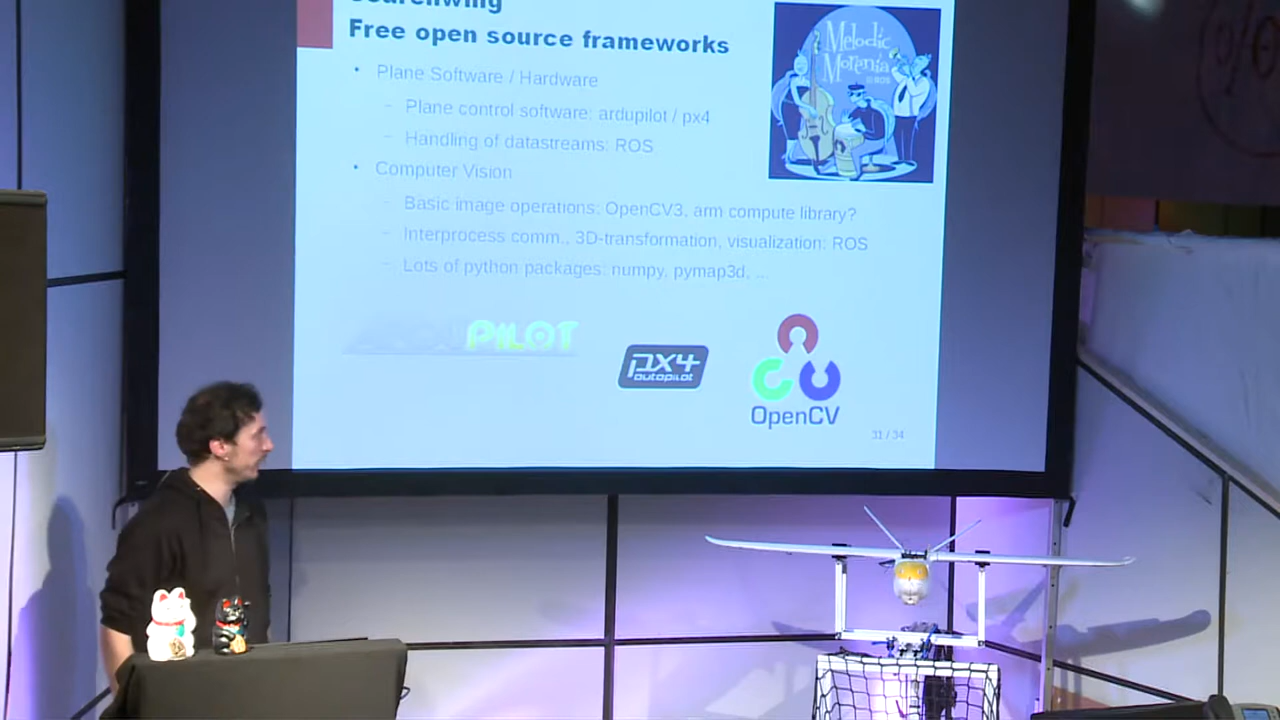 Searchwing
Free open source frameworks
Melodic
Morenia
ROS
• Plane Software / Hardware
– Plane control software: ardupilot / px4
– Handling of datastreams: ROS
• Computer Vision
– Basic image operations: OpenCV3, arm compute library?
– Interprocess comm., 3D-transformation, visualization: ROS
– Lots of python packages: numpy, pymap3d, ...
PILOT
px4
autopilot
OpenCV
31 / 34